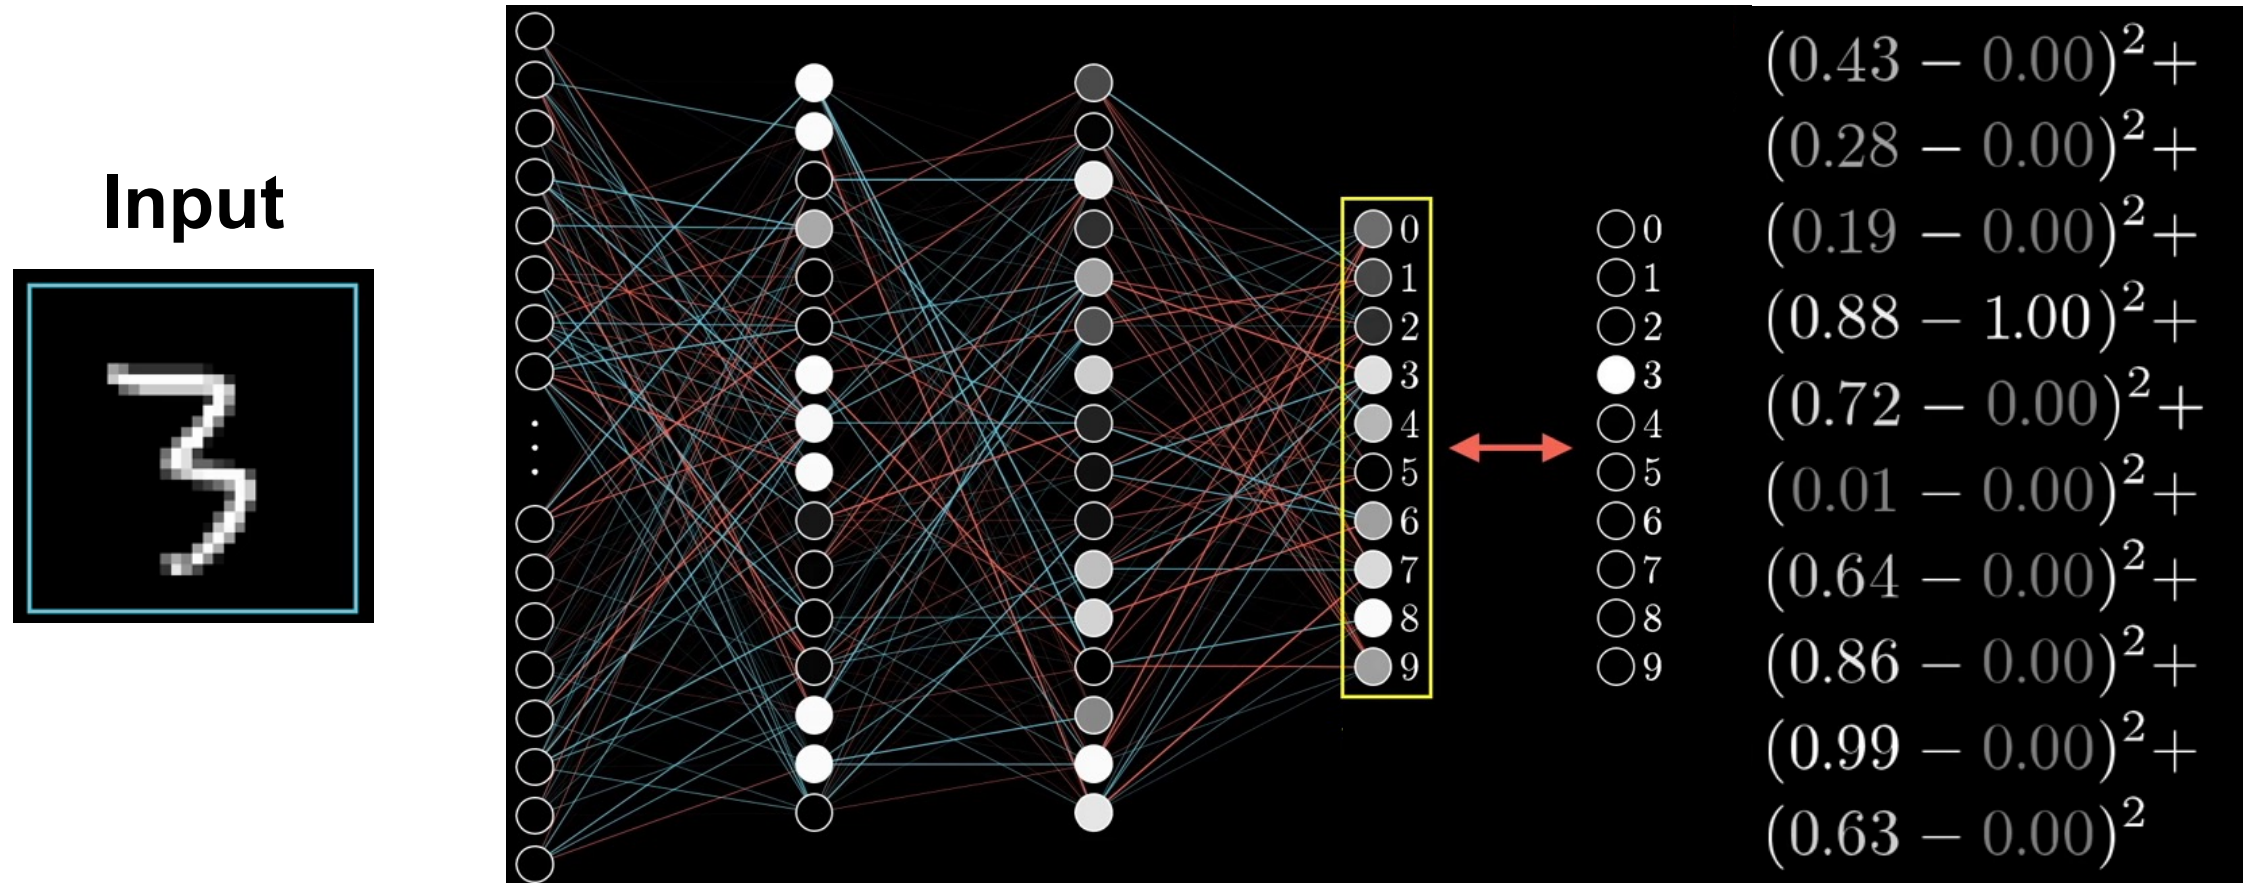 Input
0
1
2
3
4
5
6
7
8
9
0
1
2
3
4
5
6
7
8
9
(0.43 − 0.00)²+
(0.28 − 0.00)²+
(0.19 − 0.00)²+
(0.88 − 1.00)²+
(0.72 − 0.00)²+
(0.01 − 0.00)²+
(0.64 − 0.00)²+
(0.86 − 0.00)²+
(0.99 − 0.00)²+
(0.63 − 0.00)²